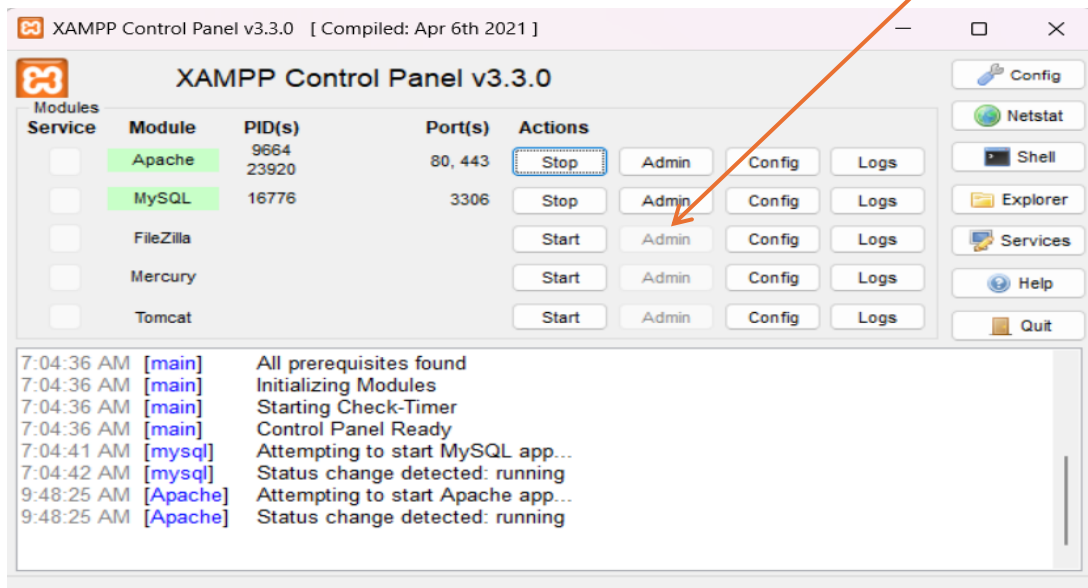 XAMPP Control Panel v3.3.0 [ Compiled: Apr 6th 2021 ]
XAMPP Control Panel v3.3.0
Config
Modules
Service Module PID(s) Port(s) Actions
Netstat
Apache 9664 23920 80, 443 Stop Admin Config Logs
Shell
MySQL 16776 3306 Stop Admin Config Logs
Explorer
FileZilla Start Admin Config Logs
Services
Mercury Start Admin Config Logs
Help
Tomcat Start Admin Config Logs
Quit
7:04:36 AM [main] All prerequisites found
7:04:36 AM [main] Initializing Modules
7:04:36 AM [main] Starting Check-Timer
7:04:36 AM [main] Control Panel Ready
7:04:41 AM [mysql] Attempting to start MySQL app...
7:04:42 AM [mysql] Status change detected: running
9:48:25 AM [Apache] Attempting to start Apache app...
9:48:25 AM [Apache] Status change detected: running